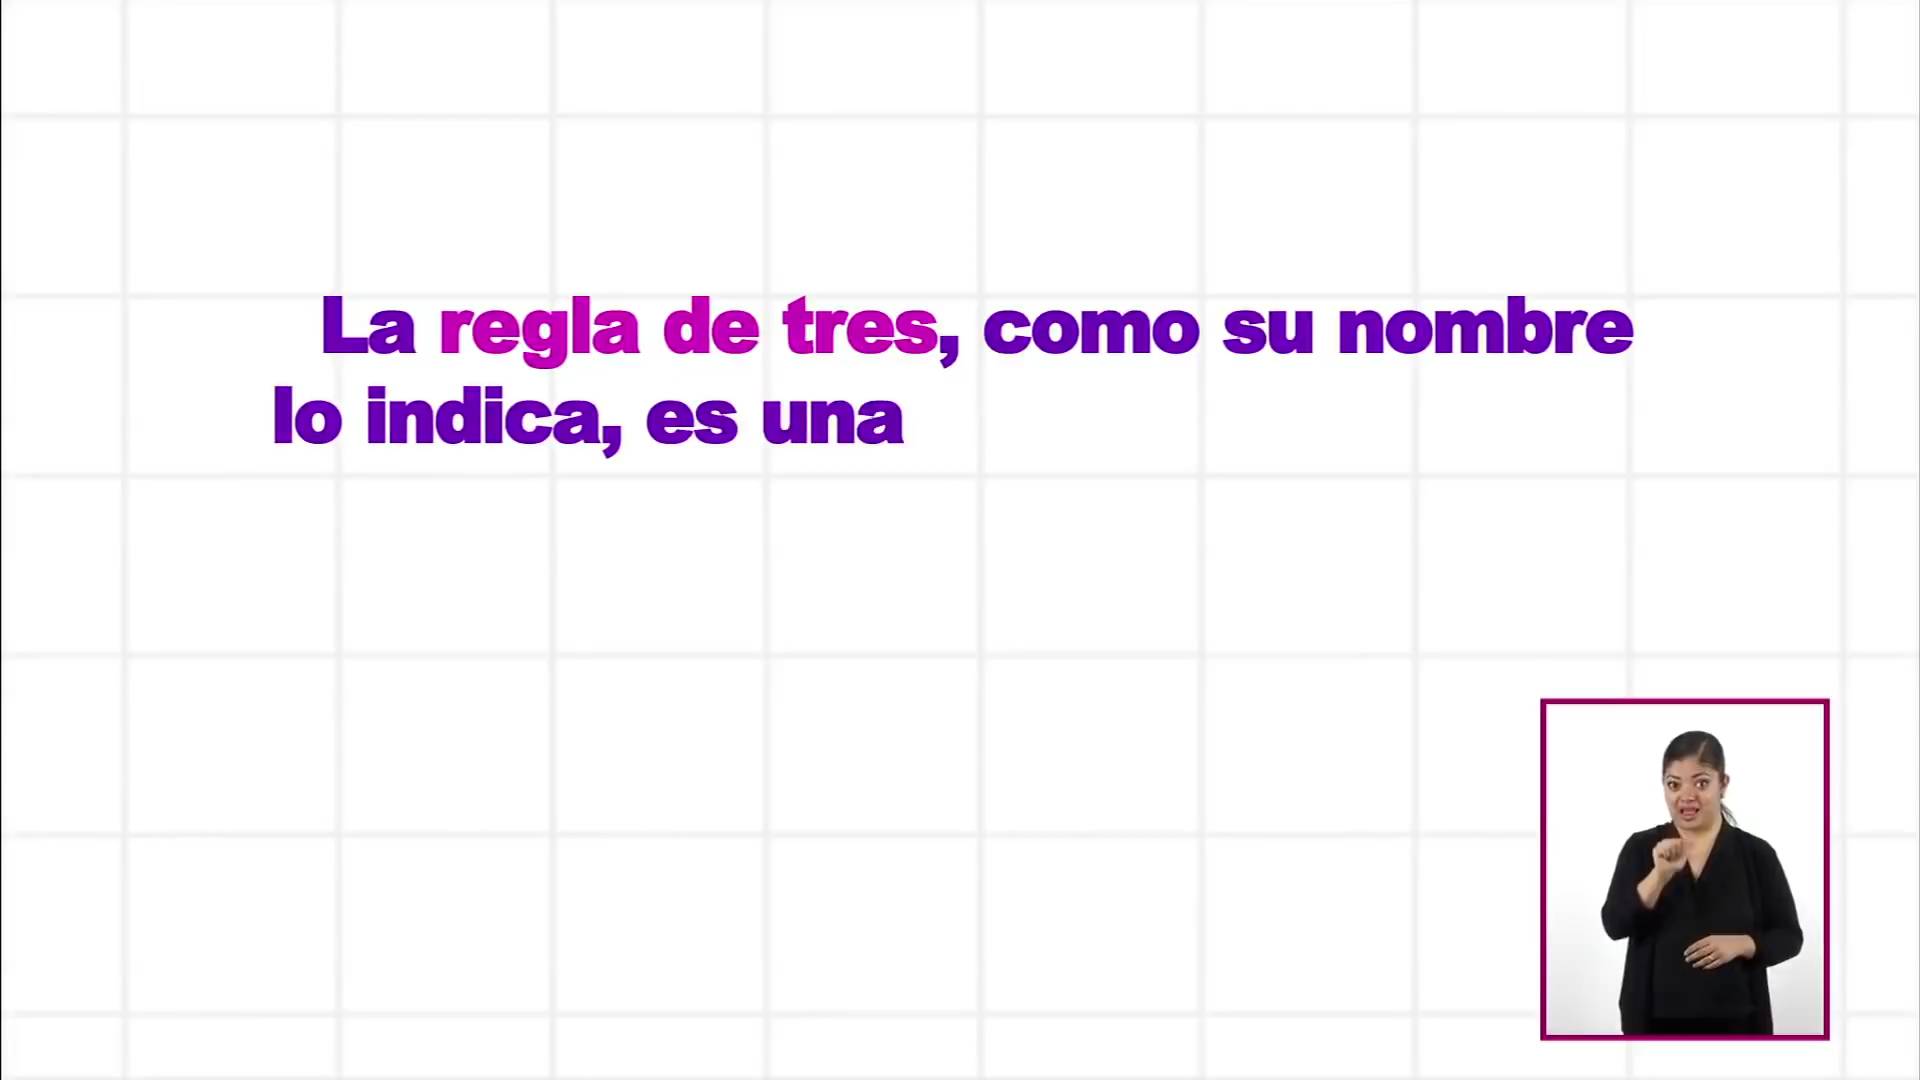 La regla de tres, como su nombre
lo indica, es una